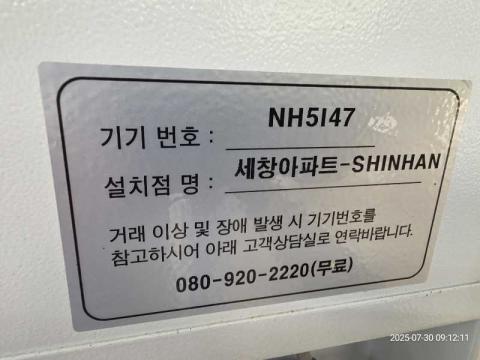 기기 번호 : NH5I47
설치점 명 : 세창아파트-SHINHAN
거래 이상 및 장애 발생 시 기기번호를
참고하시어 아래 고객상담실로 연락바랍니다.
080-920-2220(무료)
2025-07-30 09:12:11